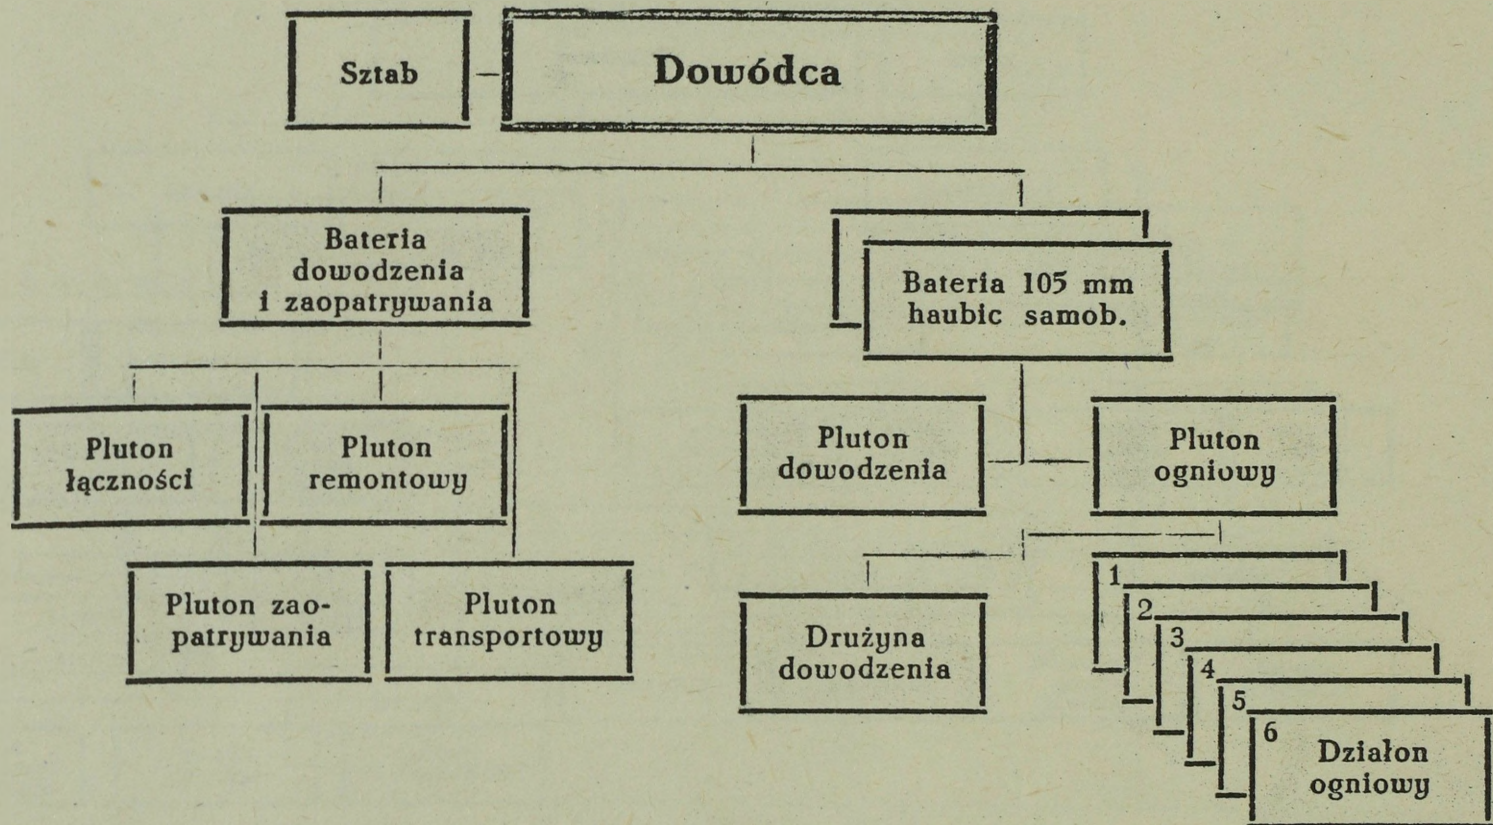 Sztab
Dowódca
Bateria
dowodzenia
i zaopatrywania
Bateria 105 mm
haubic samob.
Pluton
łączności
Pluton
remontowy
Pluton
dowodzenia
Pluton
ogniowy
Pluton zao-
patrywania
Pluton
transportowy
Drużyna
dowodzenia
1
2
3
4
5
6
Działon
ogniowy